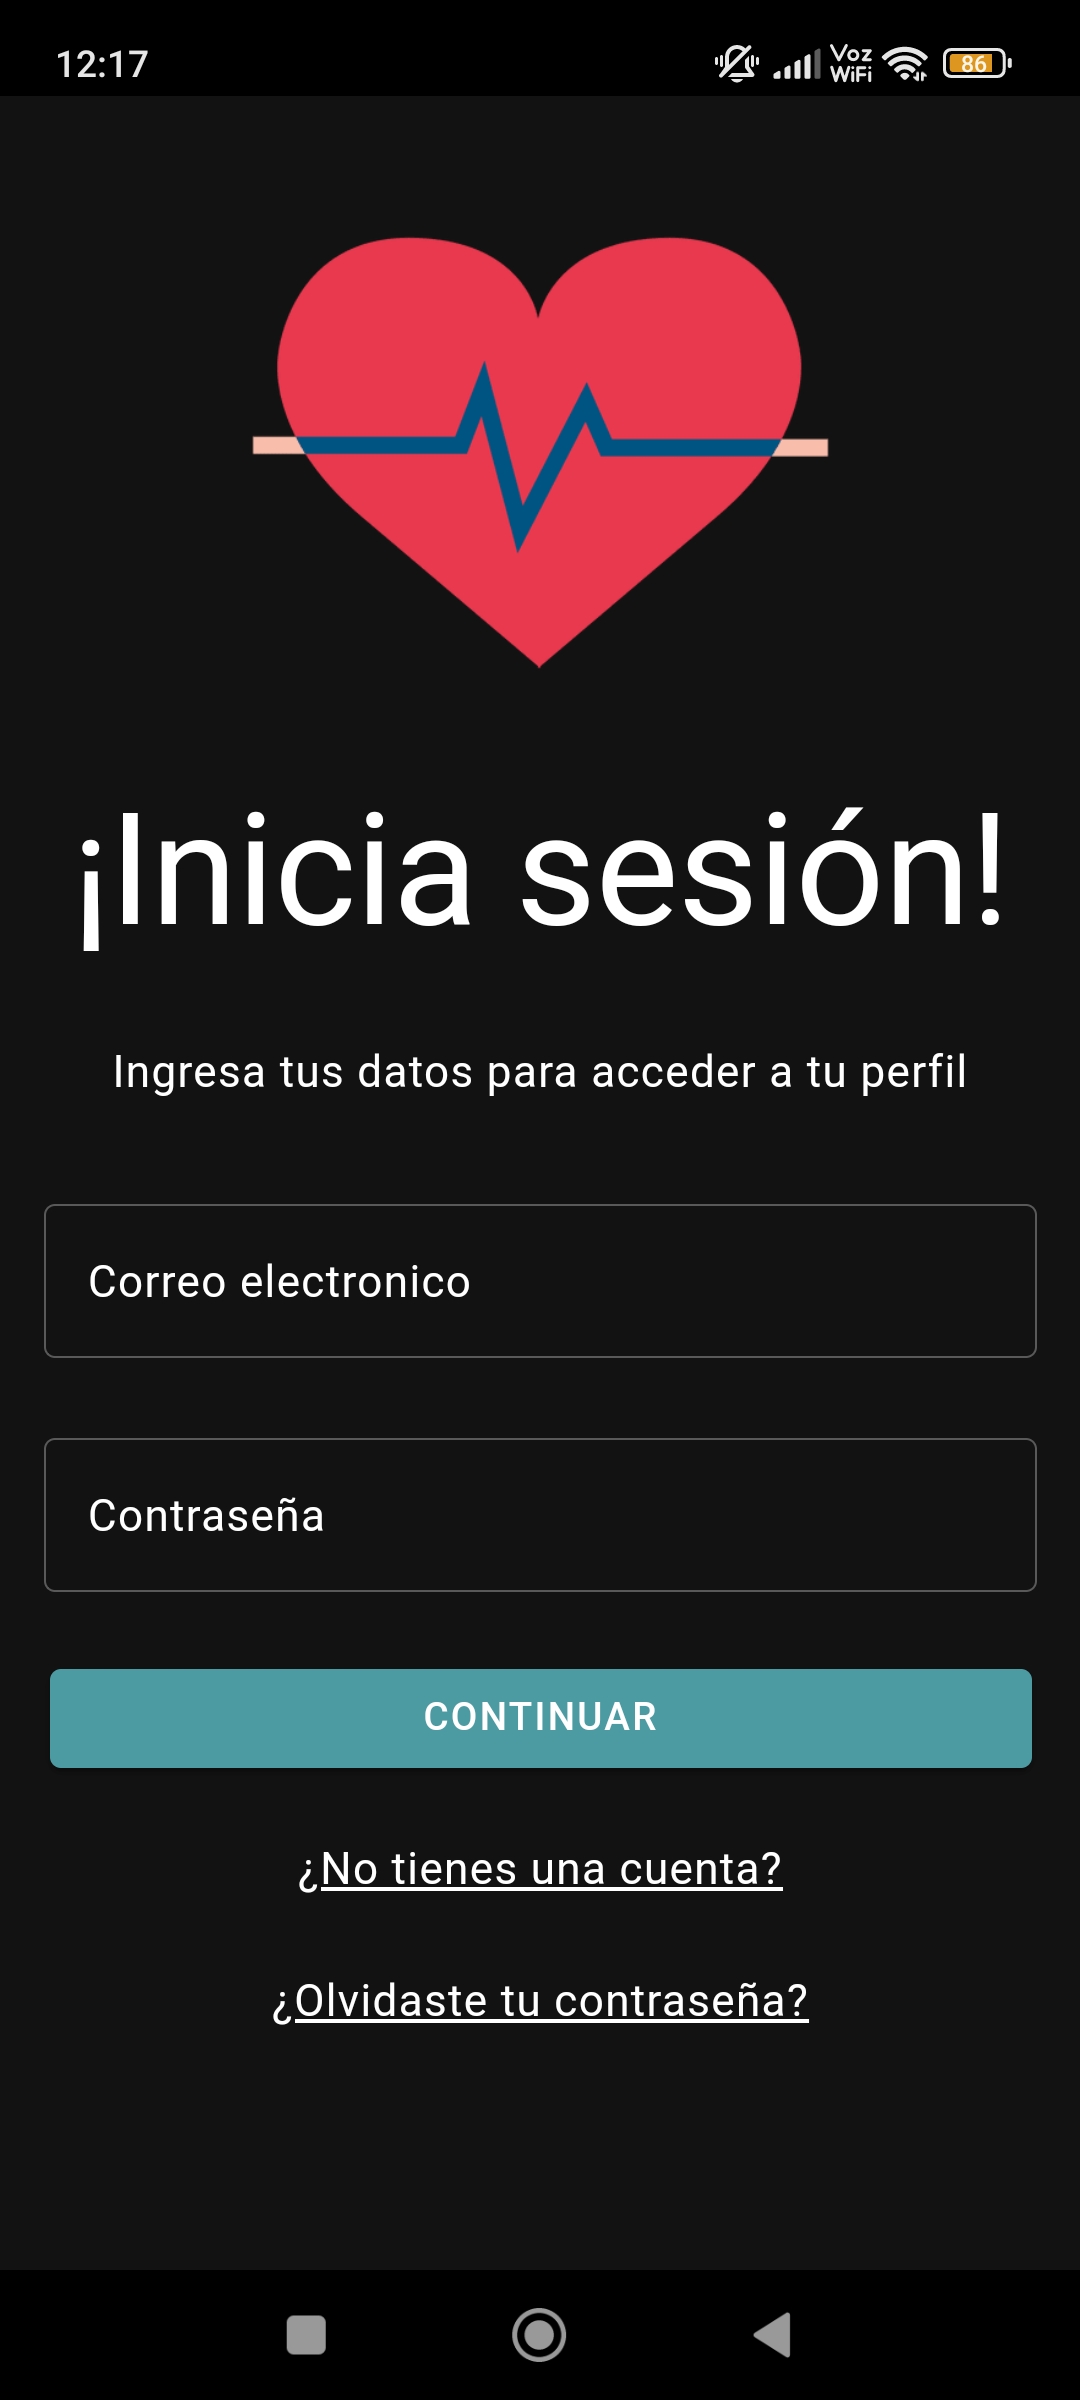 12:17
Voz
WiFi
86
¡Inicia sesión!
Ingresa tus datos para acceder a tu perfil
Correo electronico
Contraseña
CONTINUAR
¿No tienes una cuenta?
¿Olvidaste tu contraseña?